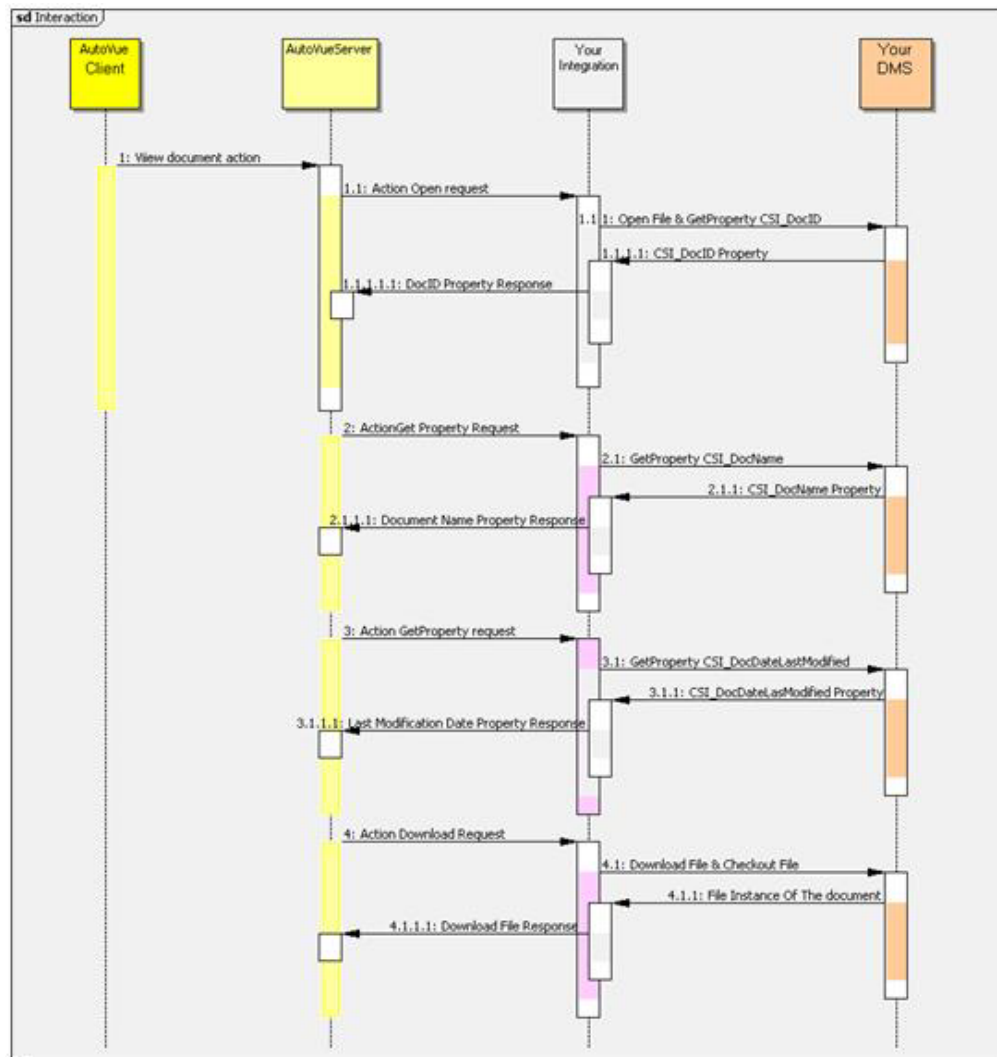 sd Interaction
AutoVue
Client
AutoVueServer
Your
Integration
Your
DMS
1: View document action
1.1: Action Open request
1.1.1: Open File & GetProperty CSI_DocID
1.1.1.1: CSI_DocID Property
1.1.1.1.1: DocID Property Response
2: ActionGet Property Request
2.1: GetProperty CSI_DocName
2.1.1: CSI_DocName Property
2.1.1.1: Document Name Property Response
3: Action GetProperty request
3.1: GetProperty CSI_DocDateLastModified
3.1.1: CSI_DocDateLasModified Property
3.1.1.1: Last Modification Date Property Response
4: Action Download Request
4.1: Download File & Checkout File
4.1.1: File Instance Of The document
4.1.1.1: Download File Response